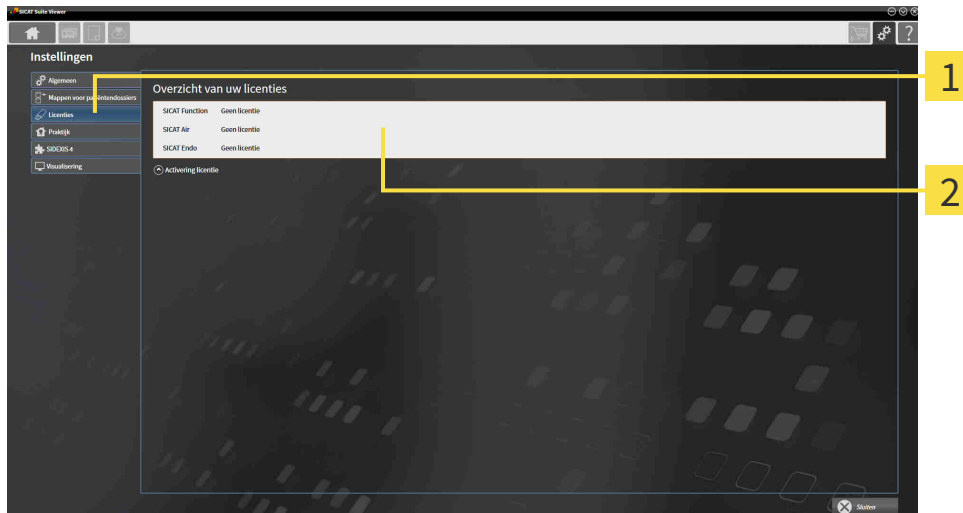 SICAT Suite Viewer
?
Instellingen
Algemeen
Mappen voor patiëntendossiers
Licenties
Praktijk
SIDEXIS 4
Visualisering
Overzicht van uw licenties
SICAT Function Geen licentie
SICAT Air Geen licentie
SICAT Endo Geen licentie
Activering licentie
Sluiten
1
2